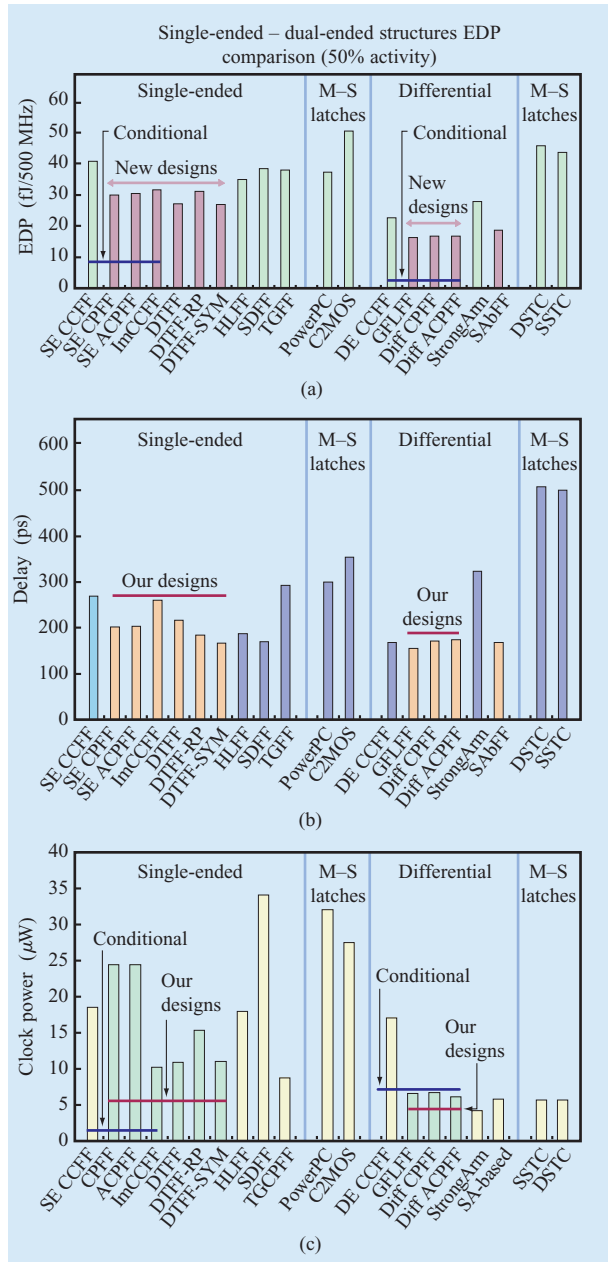 Single-ended – dual-ended structures EDP
comparison (50% activity)
EDP (fJ/500 MHz)
60
50
40
30
20
10
0
Single-ended
M–S
latches
Differential
M–S
latches
Conditional
New designs
Conditional
New
designs
SE CCFF
SE CPFF
SE ACPFF
ImCCFF
DTFF
DTFF-RP
DTFF-SYM
HLFF
SDFF
TGFF
PowerPC
C2MOS
DE CCFF
GFLFF
Diff CPFF
Diff ACPFF
StrongArm
SAbFF
DSTC
SSTC
(a)
Delay (ps)
600
500
400
300
200
100
0
Single-ended
M–S
latches
Differential
M–S
latches
Our designs
Our
designs
SE CCFF
SE CPFF
SE ACPFF
ImCCFF
DTFF
DTFF-RP
DTFF-SYM
HLFF
SDFF
TGFF
PowerPC
C2MOS
DE CCFF
GFLFF
Diff CPFF
Diff ACPFF
StrongArm
SAbFF
DSTC
SSTC
(b)
Clock power (μW)
40
35
30
25
20
15
10
5
0
Single-ended
M–S
latches
Differential
M–S
latches
Conditional
Our
designs
Conditional
Our
designs
SE CCFF
CPFF
ACPFF
ImCCFF
DTFF
DTFF-RP
DTFF-SYM
HLFF
SDFF
TGCPFF
PowerPC
C2MOS
DE CCFF
GFLFF
Diff CPFF
Diff ACPFF
StrongArm
SA-based
SSTC
DSTC
(c)